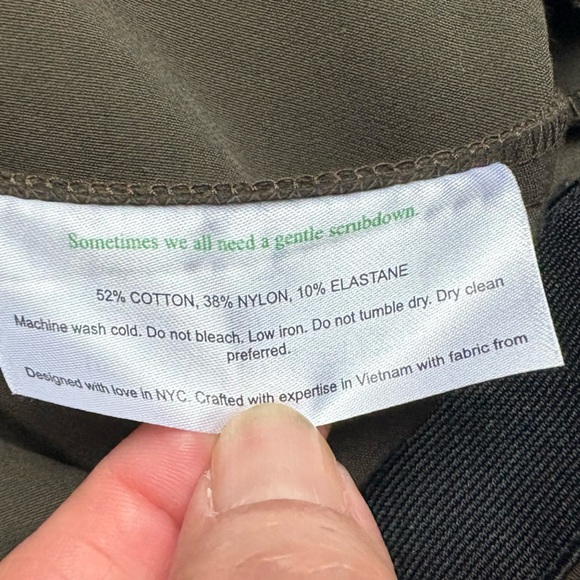 Sometimes we all need a gentle scrubdown.
52% COTTON, 38% NYLON, 10% ELASTANE
Machine wash cold. Do not bleach. Low iron. Do not tumble dry. Dry clean
preferred.
Designed with love in NYC. Crafted with expertise in Vietnam with fabric from